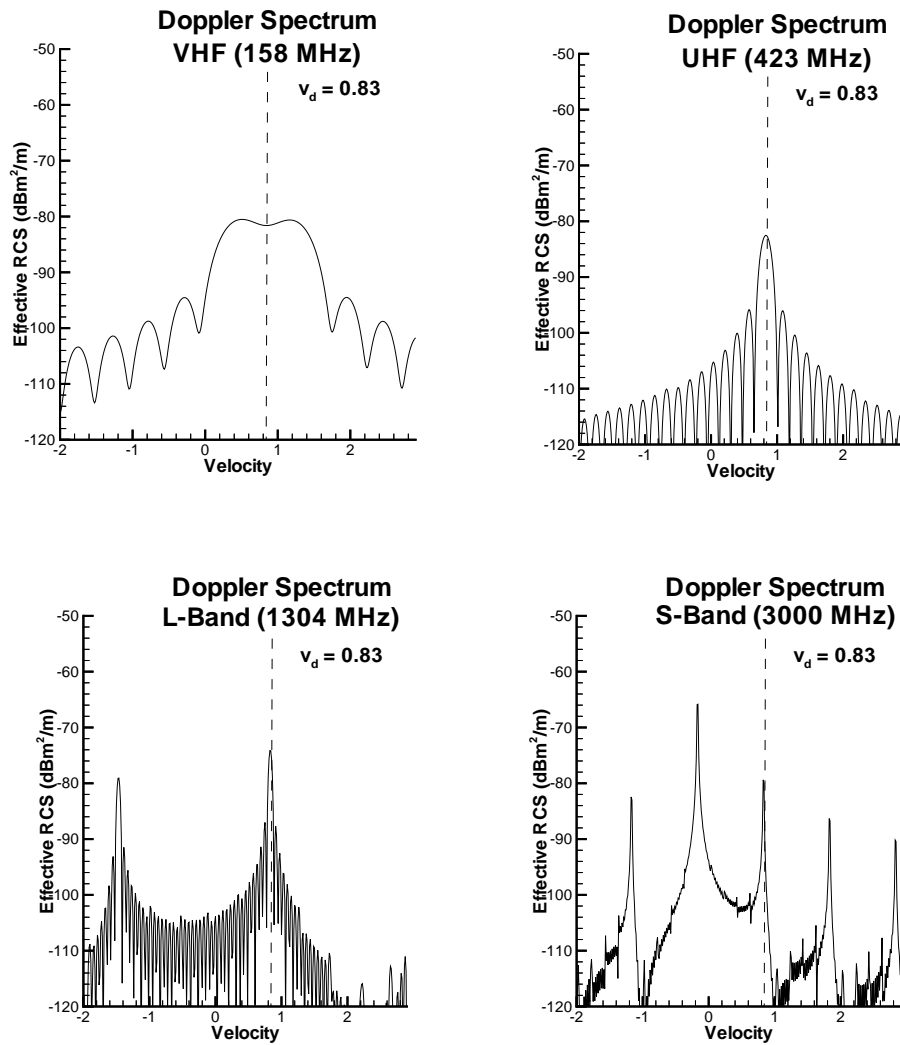 Doppler Spectrum
VHF (158 MHz)
v_d = 0.83
Effective RCS (dBm²/m)
-50
-60
-70
-80
-90
-100
-110
-120
-2 -1 0 1 2
Velocity
Doppler Spectrum
UHF (423 MHz)
v_d = 0.83
Effective RCS (dBm²/m)
-50
-60
-70
-80
-90
-100
-110
-120
-2 -1 0 1 2
Velocity
Doppler Spectrum
L-Band (1304 MHz)
v_d = 0.83
Effective RCS (dBm²/m)
-50
-60
-70
-80
-90
-100
-110
-120
-2 -1 0 1 2
Velocity
Doppler Spectrum
S-Band (3000 MHz)
v_d = 0.83
Effective RCS (dBm²/m)
-50
-60
-70
-80
-90
-100
-110
-120
-2 -1 0 1 2
Velocity